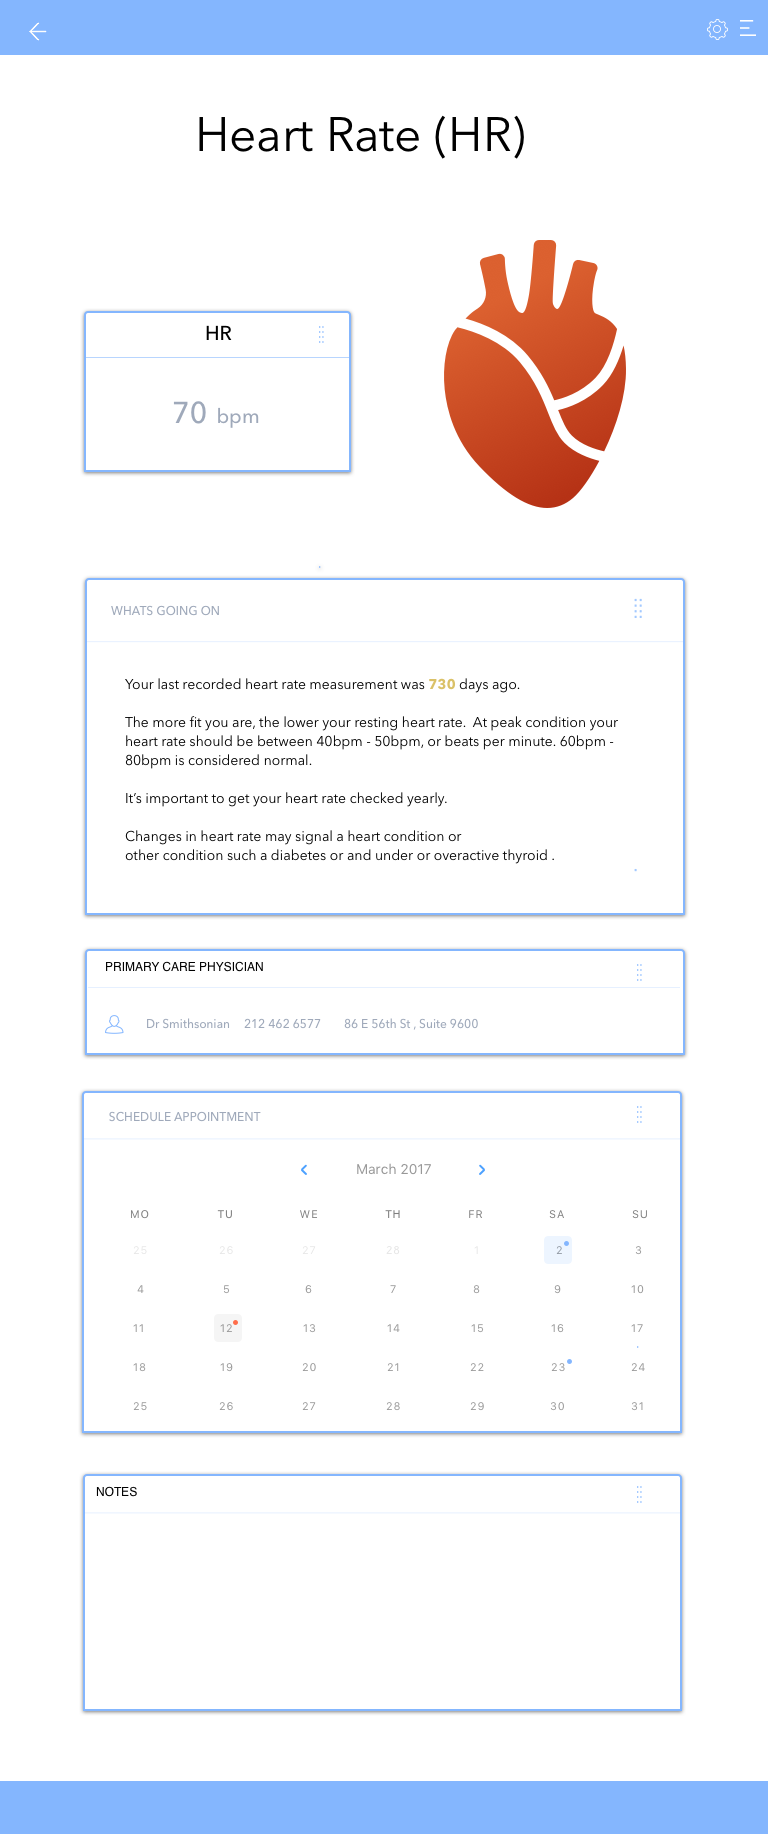 Heart Rate (HR)
HR
70 bpm
WHATS GOING ON
Your last recorded heart rate measurement was 730 days ago.
The more fit you are, the lower your resting heart rate.  At peak condition your
heart rate should be between 40bpm - 50bpm, or beats per minute. 60bpm -
80bpm is considered normal.
It’s important to get your heart rate checked yearly.
Changes in heart rate may signal a heart condition or
other condition such a diabetes or and under or overactive thyroid .
PRIMARY CARE PHYSICIAN
Dr Smithsonian 212 462 6577 86 E 56th St , Suite 9600
SCHEDULE APPOINTMENT
March 2017
MO TU WE TH FR SA SU
25 26 27 28 1 2 3
4 5 6 7 8 9 10
11 12 13 14 15 16 17
18 19 20 21 22 23 24
25 26 27 28 29 30 31
NOTES